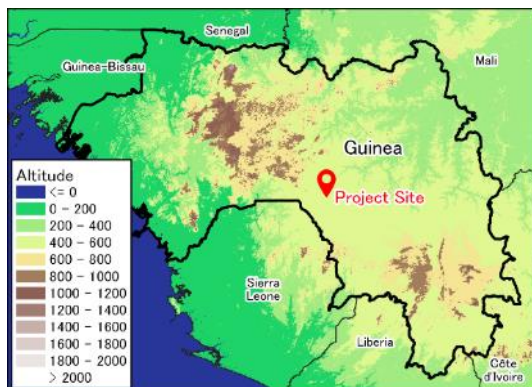 Senegal
Guinea-Bissau
Mali
Guinea
Project Site
Altitude
<= 0
0 - 200
200 - 400
400 - 600
600 - 800
800 - 1000
1000 - 1200
1200 - 1400
1400 - 1600
1600 - 1800
1800 - 2000
> 2000
Sierra
Leone
Liberia
Côte
d'Ivoire